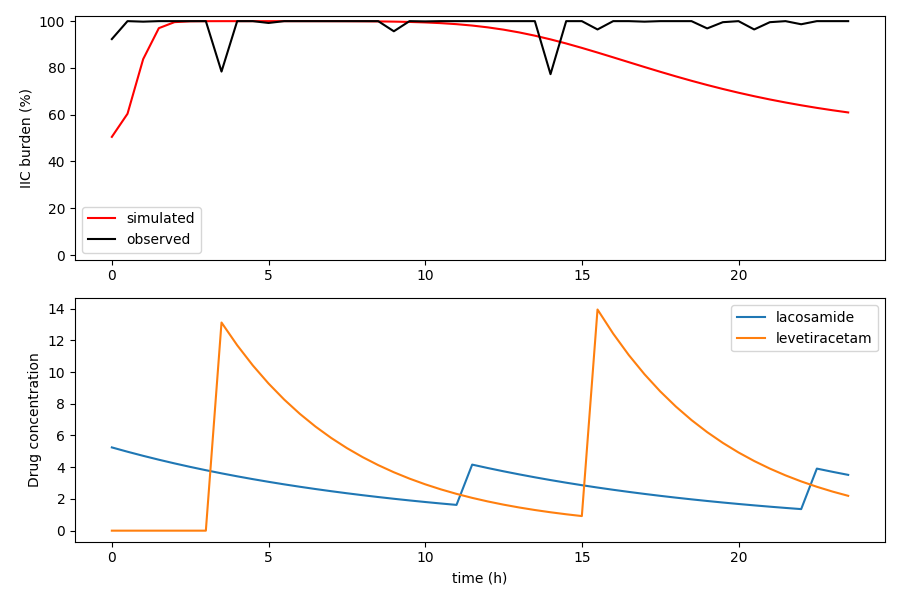 100
80
60
40
20
0
IIC burden (%)
simulated
observed
0 5 10 15 20
14
12
10
8
6
4
2
0
Drug concentration
lacosamide
levetiracetam
0 5 10 15 20
time (h)